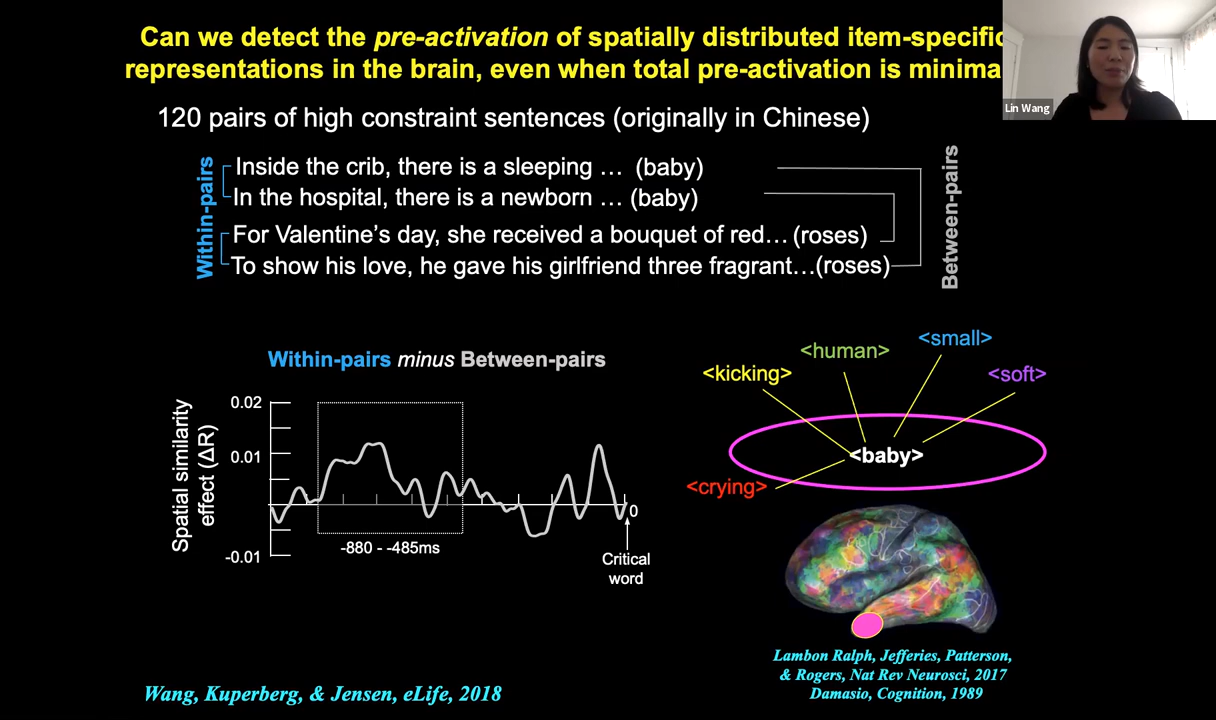 Can we detect the pre-activation of spatially distributed item-specific
representations in the brain, even when total pre-activation is minima
Lin Wang
120 pairs of high constraint sentences (originally in Chinese)
Within-pairs
Inside the crib, there is a sleeping … (baby)
In the hospital, there is a newborn … (baby)
Within-pairs
For Valentine's day, she received a bouquet of red… (roses)
To show his love, he gave his girlfriend three fragrant…(roses)
Between-pairs
Within-pairs minus Between-pairs
Spatial similarity
effect (ΔR)
0.02
0.01
-0.01
0
-880 - -485ms
Critical
word
<small>
<human>
<kicking>
<soft>
<baby>
<crying>
Lambon Ralph, Jefferies, Patterson,
& Rogers, Nat Rev Neurosci, 2017
Damasio, Cognition, 1989
Wang, Kuperberg, & Jensen, eLife, 2018